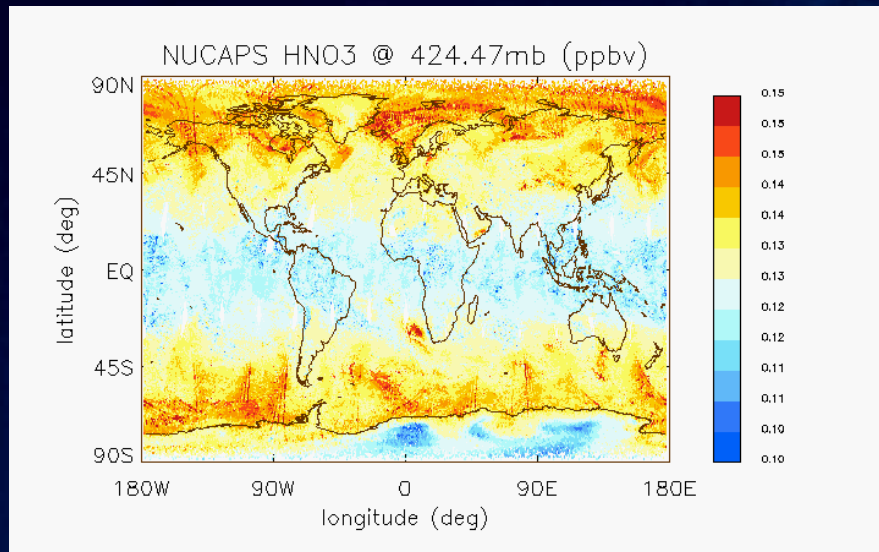 NUCAPS HNO3 @ 424.47mb (ppbv)
90N
45N
EQ
45S
90S
latitude (deg)
180W 90W 0 90E 180E
longitude (deg)
0.15
0.15
0.15
0.14
0.14
0.13
0.13
0.12
0.12
0.11
0.11
0.10
0.10